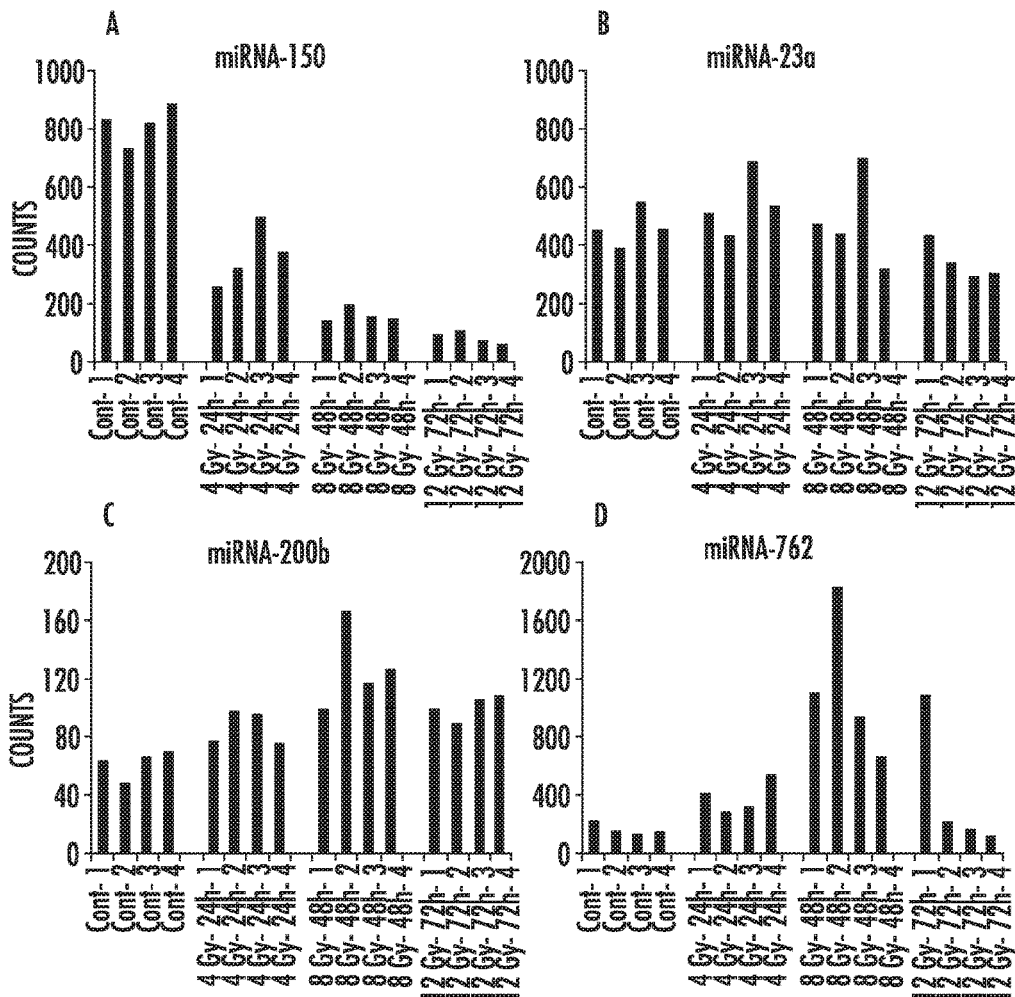 A
miRNA-150
COUNTS
1000
800
600
400
200
0
Cont- 1
Cont- 2
Cont- 3
Cont- 4
4 Gy- 24h- 1
4 Gy- 24h- 2
4 Gy- 24h- 3
4 Gy- 24h- 4
8 Gy- 48h- 1
8 Gy- 48h- 2
8 Gy- 48h- 3
8 Gy- 48h- 4
12 Gy- 72h- 1
12 Gy- 72h- 2
12 Gy- 72h- 3
12 Gy- 72h- 4
B
miRNA-23a
1000
800
600
400
200
0
Cont- 1
Cont- 2
Cont- 3
Cont- 4
4 Gy- 24h- 1
4 Gy- 24h- 2
4 Gy- 24h- 3
4 Gy- 24h- 4
8 Gy- 48h- 1
8 Gy- 48h- 2
8 Gy- 48h- 3
8 Gy- 48h- 4
12 Gy- 72h- 1
12 Gy- 72h- 2
12 Gy- 72h- 3
12 Gy- 72h- 4
C
miRNA-200b
COUNTS
200
160
120
80
40
0
Cont- 1
Cont- 2
Cont- 3
Cont- 4
4 Gy- 24h- 1
4 Gy- 24h- 2
4 Gy- 24h- 3
4 Gy- 24h- 4
8 Gy- 48h- 1
8 Gy- 48h- 2
8 Gy- 48h- 3
8 Gy- 48h- 4
12 Gy- 72h- 1
12 Gy- 72h- 2
12 Gy- 72h- 3
12 Gy- 72h- 4
D
miRNA-762
2000
1600
1200
800
400
0
Cont- 1
Cont- 2
Cont- 3
Cont- 4
4 Gy- 24h- 1
4 Gy- 24h- 2
4 Gy- 24h- 3
4 Gy- 24h- 4
8 Gy- 48h- 1
8 Gy- 48h- 2
8 Gy- 48h- 3
8 Gy- 48h- 4
12 Gy- 72h- 1
12 Gy- 72h- 2
12 Gy- 72h- 3
12 Gy- 72h- 4